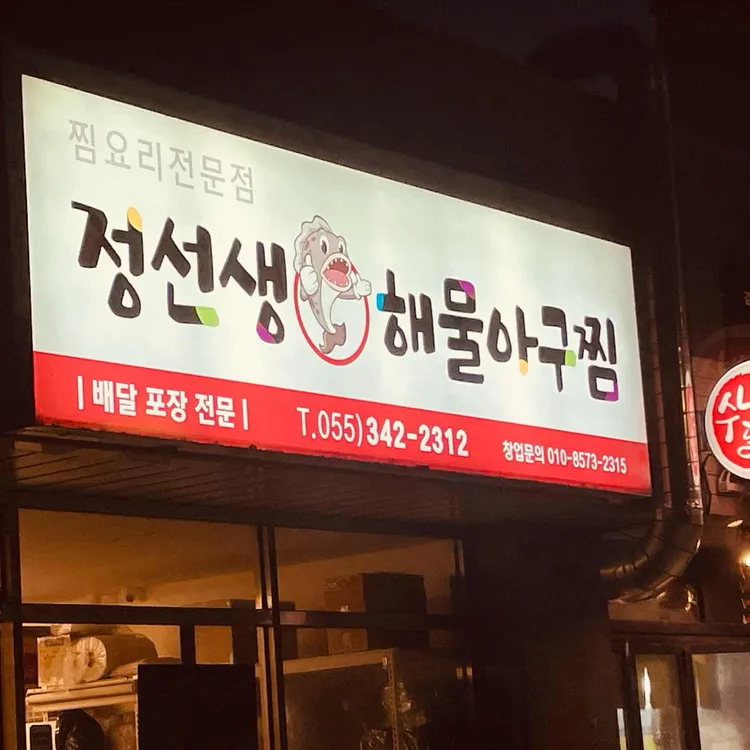 찜요리전문점
정선생 해물아구찜
| 배달 포장 전문 |
T.055)342-2312
창업문의 010-8573-2315